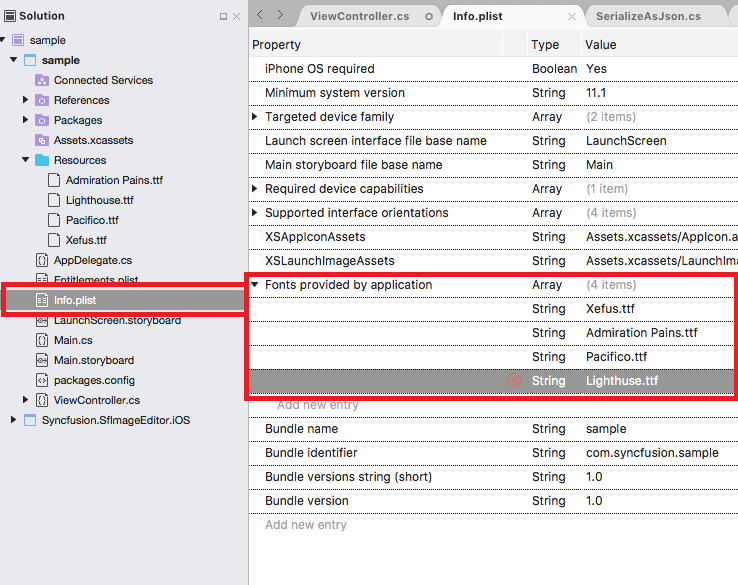 Solution
sample
sample
Connected Services
References
Packages
Assets.xcassets
Resources
Admiration Pains.ttf
Lighthouse.ttf
Pacifico.ttf
Xefus.ttf
AppDelegate.cs
Entitlements.plist
Info.plist
LaunchScreen.storyboard
Main.cs
Main.storyboard
packages.config
ViewController.cs
Syncfusion.SfImageEditor.iOS
ViewController.cs
Info.plist
SerializeAsJson.cs
Property Type Value
iPhone OS required Boolean Yes
Minimum system version String 11.1
Targeted device family Array (2 items)
Launch screen interface file base name String LaunchScreen
Main storyboard file base name String Main
Required device capabilities Array (1 item)
Supported interface orientations Array (4 items)
XSAppIconAssets String Assets.xcassets/AppIcon.a
XSLaunchImageAssets String Assets.xcassets/LaunchIma
Fonts provided by application Array (4 items)
String Xefus.ttf
String Admiration Pains.ttf
String Pacifico.ttf
String Lighthuse.ttf
Add new entry
Bundle name String sample
Bundle identifier String com.syncfusion.sample
Bundle versions string (short) String 1.0
Bundle version String 1.0
Add new entry